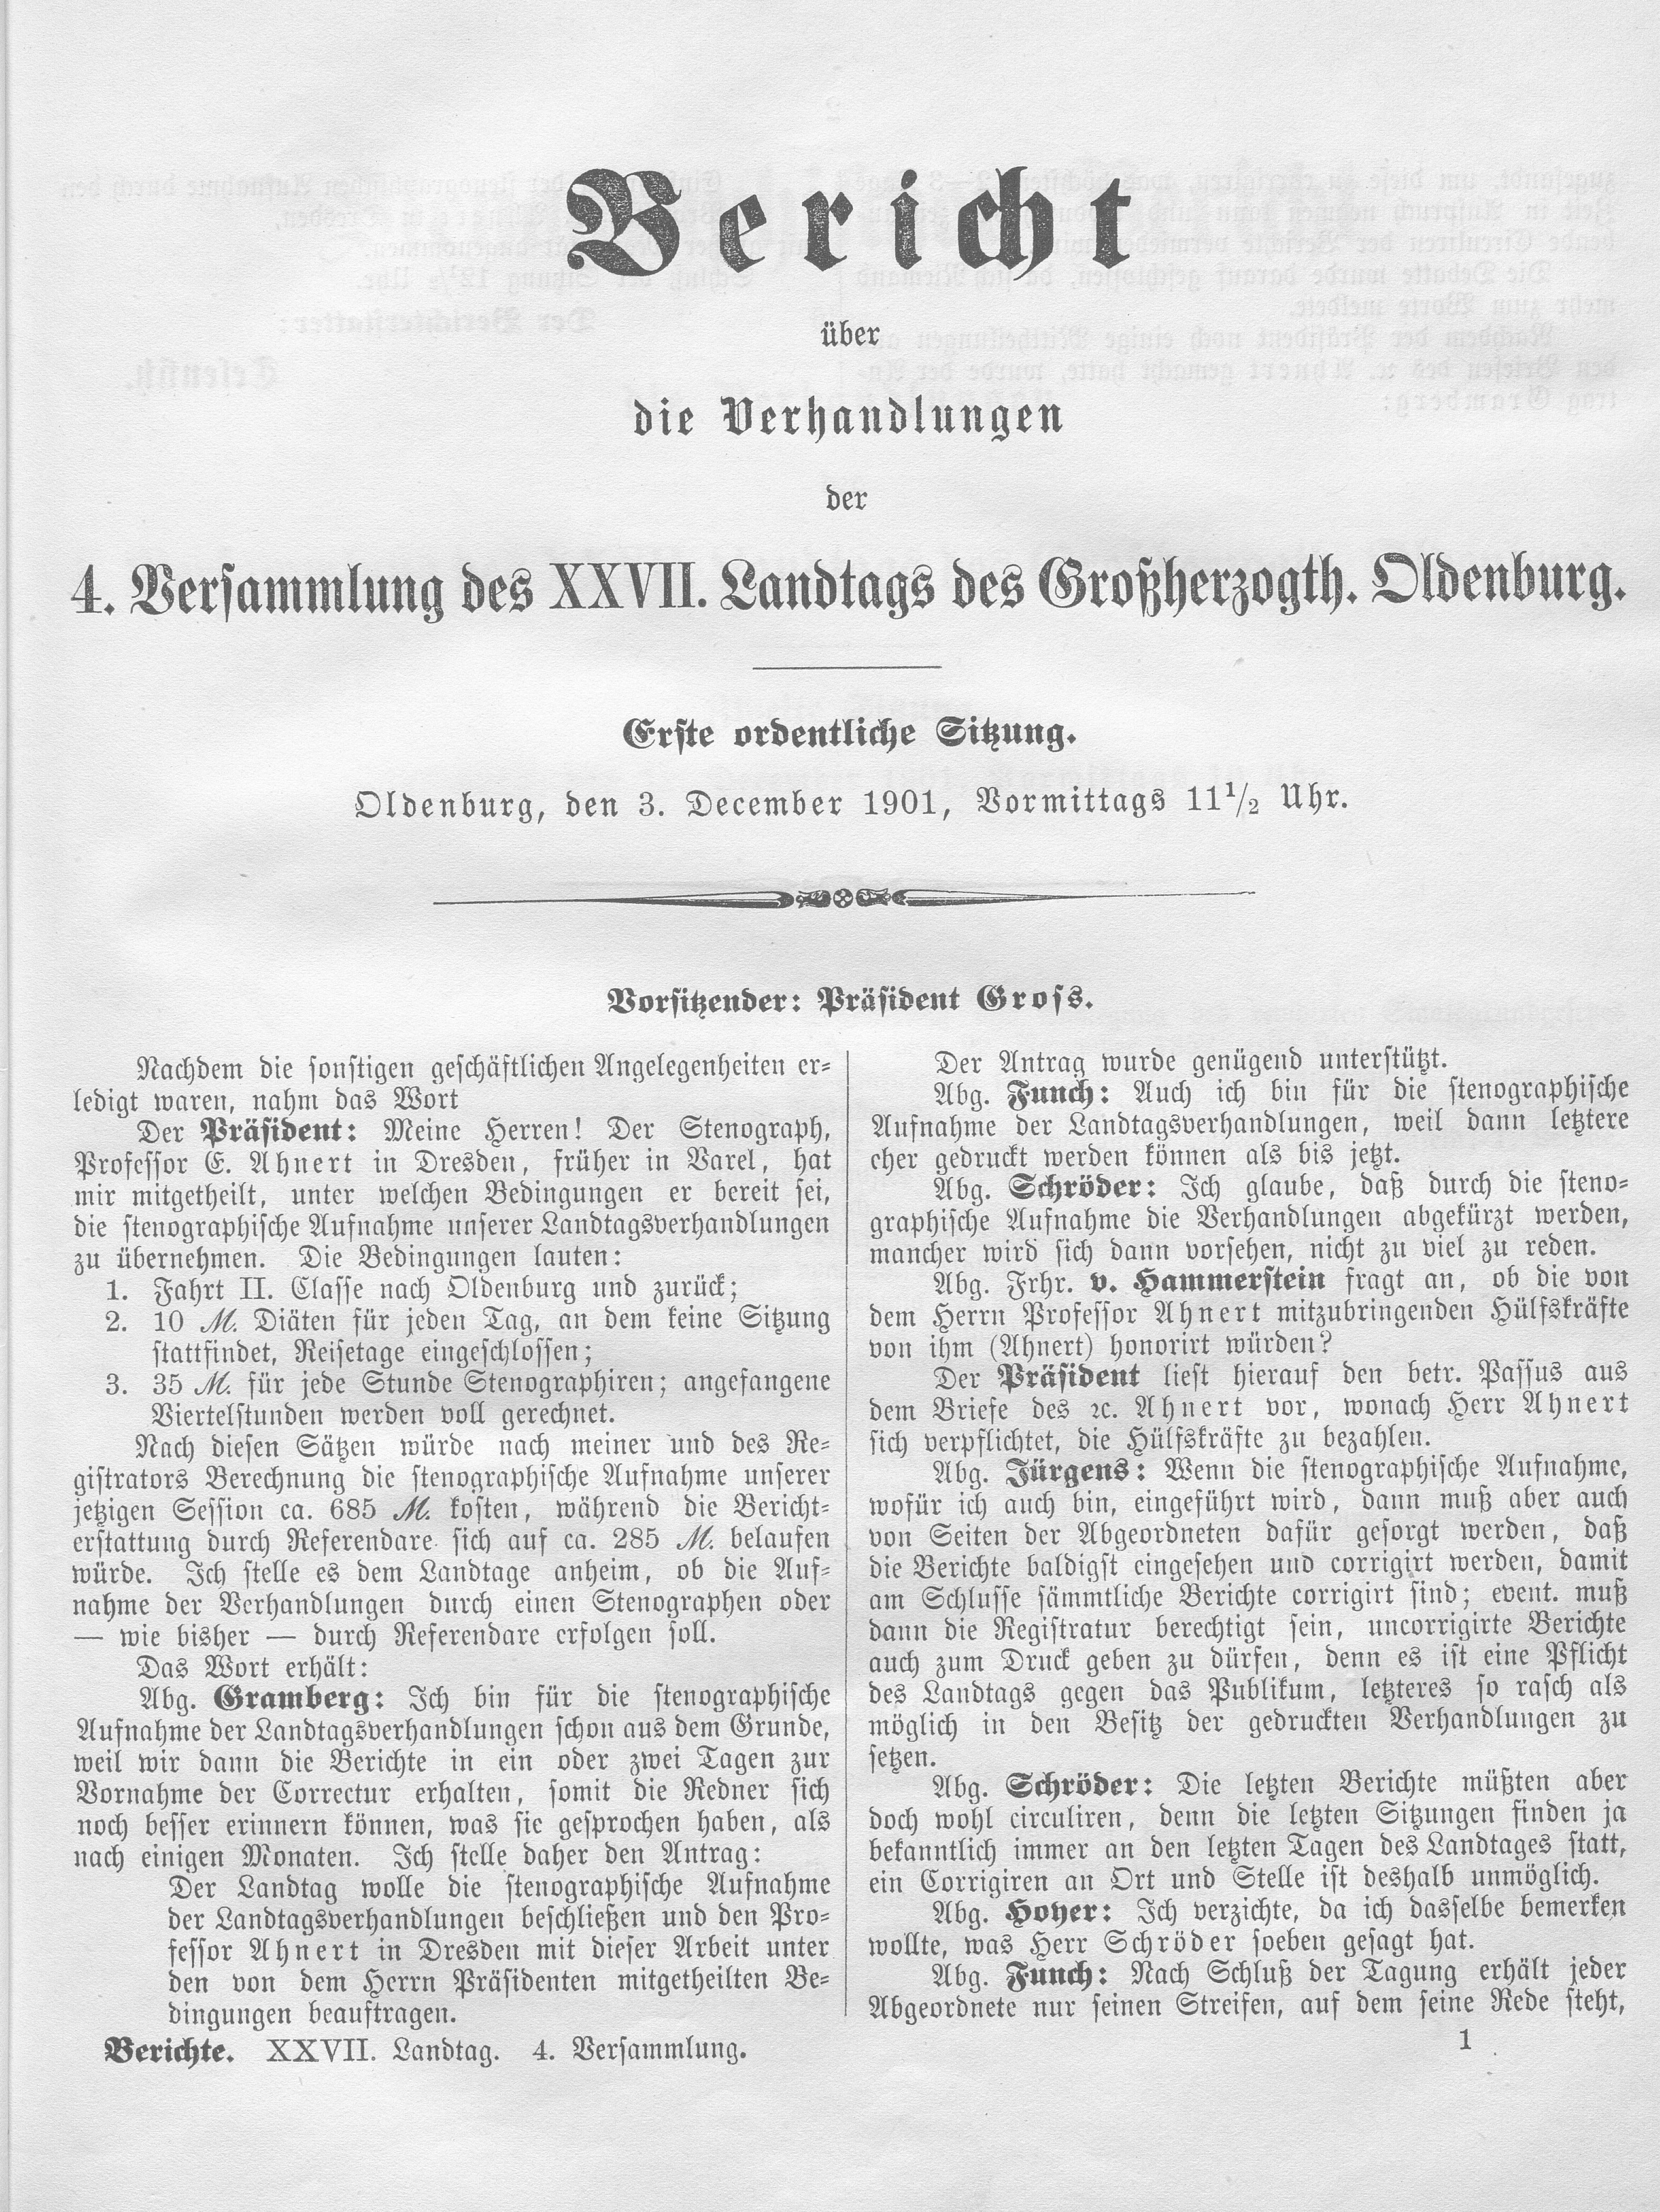 Bericht
über
die Verhandlungen
der
4. Versammlung des XXVII. Landtags des Großherzogth. Oldenburg.
Erste ordentliche Sitzung.
Oldenburg, den 3. December 1901, Vormittags 11½ Uhr.
Vorsitzender: Präsident Gross.
Nachdem die sonstigen geschäftlichen Angelegenheiten er-
ledigt waren, nahm das Wort
Der Präsident: Meine Herren! Der Stenograph,
Professor E. Ahnert in Dresden, früher in Varel, hat
mir mitgetheilt, unter welchen Bedingungen er bereit sei,
die stenographische Aufnahme unserer Landtagsverhandlungen
zu übernehmen. Die Bedingungen lauten:
1. Fahrt II. Classe nach Oldenburg und zurück;
2. 10 M. Diäten für jeden Tag, an dem keine Sitzung
stattfindet, Reisetage eingeschlossen;
3. 35 M. für jede Stunde Stenographiren; angefangene
Viertelstunden werden voll gerechnet.
Nach diesen Sätzen würde nach meiner und des Re-
gistrators Berechnung die stenographische Aufnahme unserer
jetzigen Session ca. 685 M. kosten, während die Bericht-
erstattung durch Referendare sich auf ca. 285 M. belaufen
würde. Ich stelle es dem Landtage anheim, ob die Auf-
nahme der Verhandlungen durch einen Stenographen oder
— wie bisher — durch Referendare erfolgen soll.
Das Wort erhält:
Abg. Gramberg: Ich bin für die stenographische
Aufnahme der Landtagsverhandlungen schon aus dem Grunde,
weil wir dann die Berichte in ein oder zwei Tagen zur
Vornahme der Correctur erhalten, somit die Redner sich
noch besser erinnern können, was sie gesprochen haben, als
nach einigen Monaten. Ich stelle daher den Antrag:
Der Landtag wolle die stenographische Aufnahme
der Landtagsverhandlungen beschließen und den Pro-
fessor Ahnert in Dresden mit dieser Arbeit unter
den von dem Herrn Präsidenten mitgetheilten Be-
dingungen beauftragen.
Der Antrag wurde genügend unterstützt.
Abg. Funch: Auch ich bin für die stenographische
Aufnahme der Landtagsverhandlungen, weil dann letztere
eher gedruckt werden können als bis jetzt.
Abg. Schröder: Ich glaube, daß durch die steno-
graphische Aufnahme die Verhandlungen abgekürzt werden,
mancher wird sich dann vorsehen, nicht zu viel zu reden.
Abg. Frhr. v. Hammerstein fragt an, ob die von
dem Herrn Professor Ahnert mitzubringenden Hülfskräfte
von ihm (Ahnert) honorirt würden?
Der Präsident liest hierauf den betr. Passus aus
dem Briefe des ꝛc. Ahnert vor, wonach Herr Ahnert
sich verpflichtet, die Hülfskräfte zu bezahlen.
Abg. Jürgens: Wenn die stenographische Aufnahme,
wofür ich auch bin, eingeführt wird, dann muß aber auch
von Seiten der Abgeordneten dafür gesorgt werden, daß
die Berichte baldigst eingesehen und corrigirt werden, damit
am Schlusse sämmtliche Berichte corrigirt sind; event. muß
dann die Registratur berechtigt sein, uncorrigirte Berichte
auch zum Druck geben zu dürfen, denn es ist eine Pflicht
des Landtags gegen das Publikum, letzteres so rasch als
möglich in den Besitz der gedruckten Verhandlungen zu
setzen.
Abg. Schröder: Die letzten Berichte müßten aber
doch wohl circuliren, denn die letzten Sitzungen finden ja
bekanntlich immer an den letzten Tagen des Landtages statt,
ein Corrigiren an Ort und Stelle ist deshalb unmöglich.
Abg. Hoyer: Ich verzichte, da ich dasselbe bemerken
wollte, was Herr Schröder soeben gesagt hat.
Abg. Funch: Nach Schluß der Tagung erhält jeder
Abgeordnete nur seinen Streifen, auf dem seine Rede steht,
Berichte. XXVII. Landtag. 4. Versammlung.
1